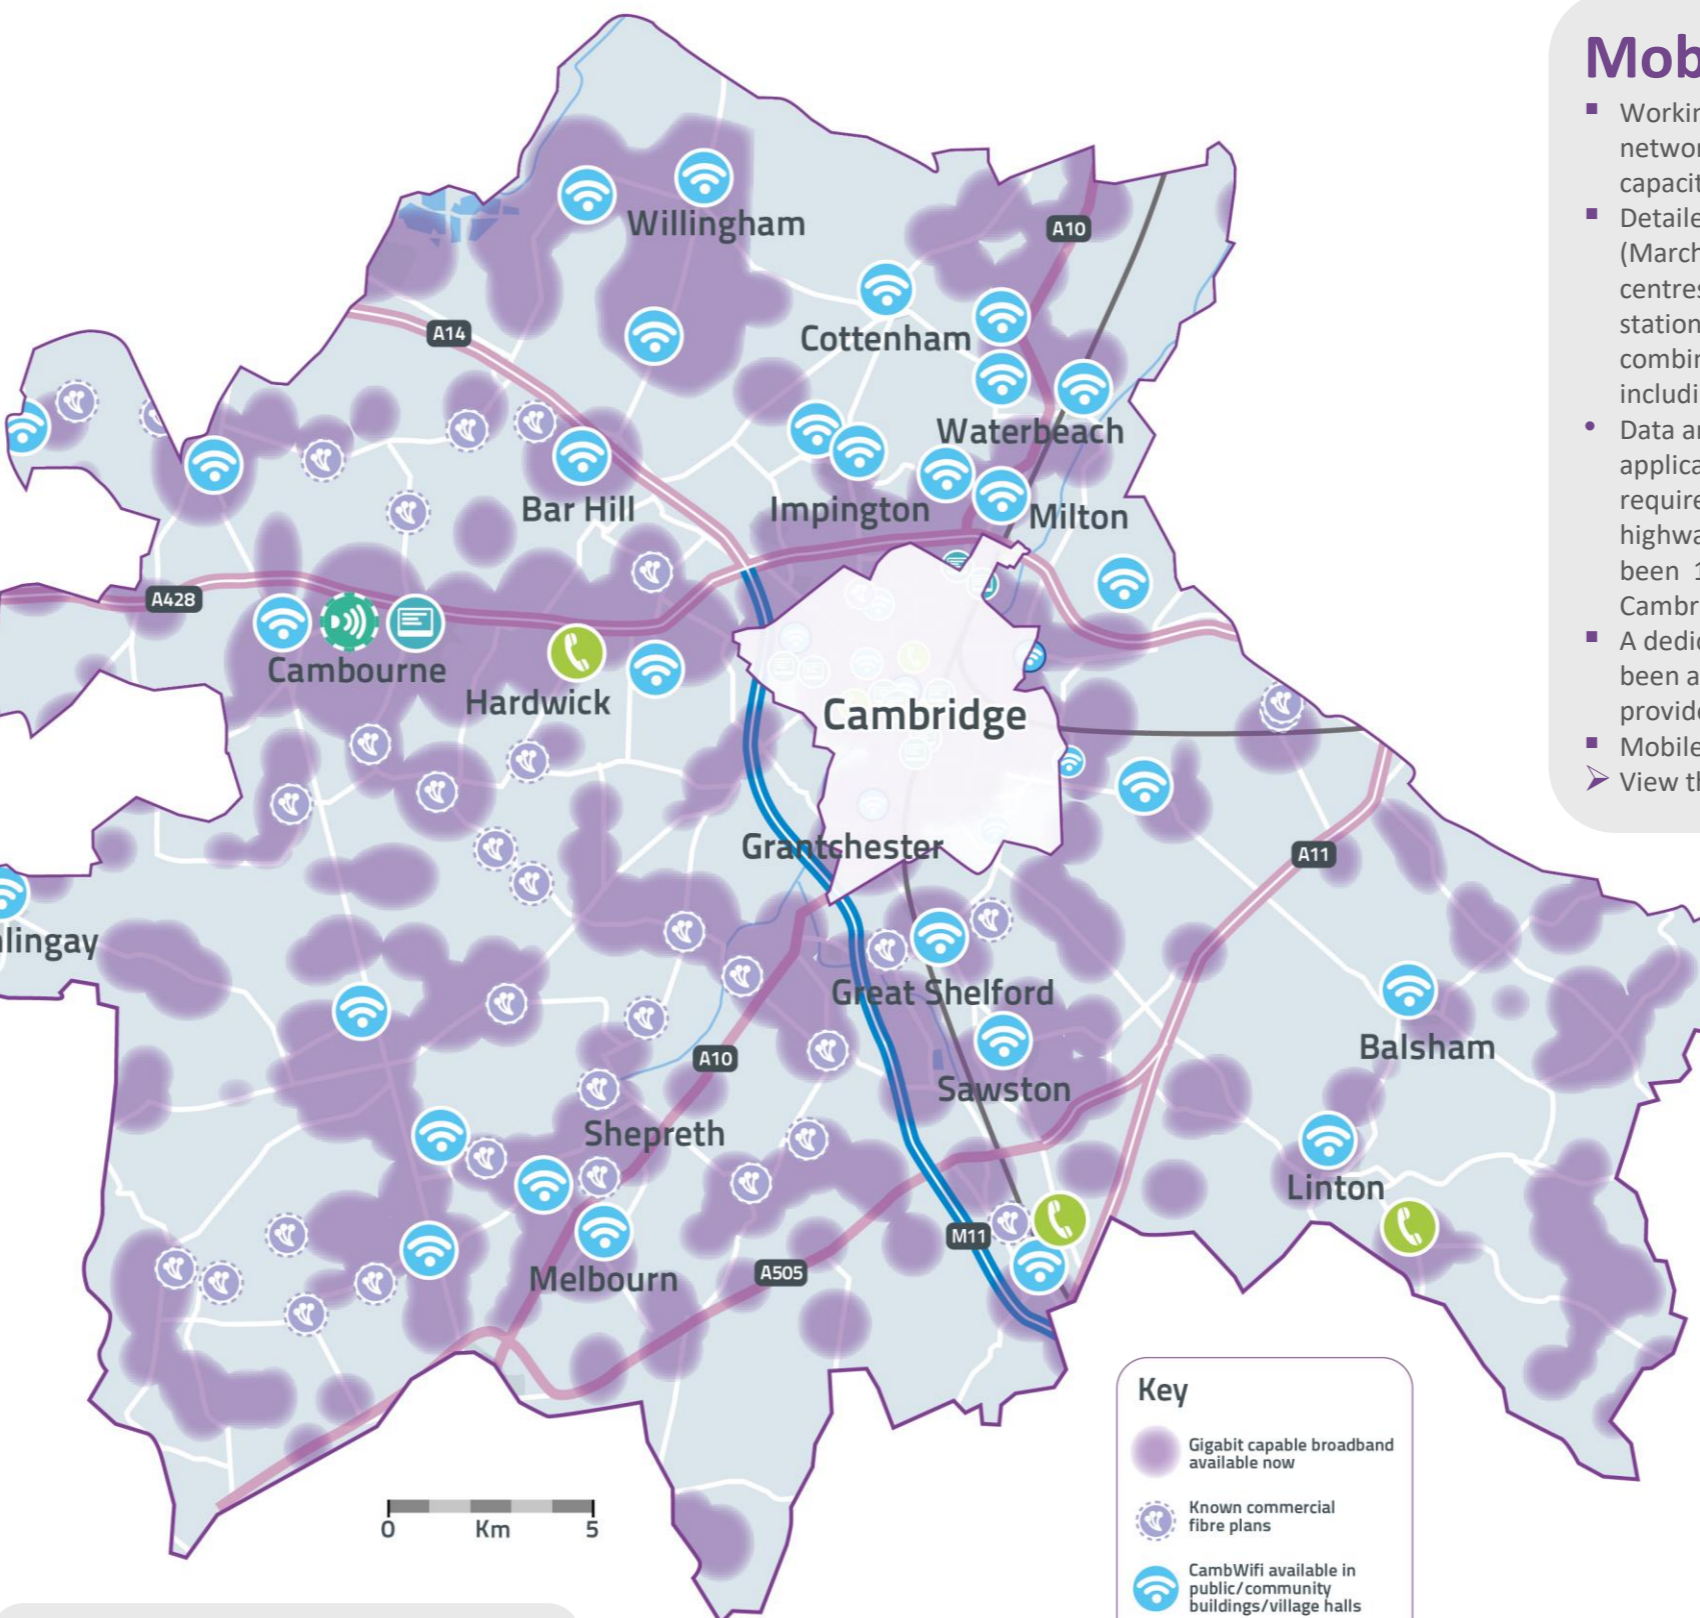 Willingham
A10
Cottenham
A14
Waterbeach
Bar Hill
Impington
Milton
A428
Cambourne
Hardwick
Cambridge
Grantchester
A11
lingay
Great Shelford
Balsham
A10
Sawston
Shepreth
Linton
M11
Melbourn
A505
0 Km 5
Key
Gigabit capable broadband
available now
Known commercial
fibre plans
CambWifi available in
public/community
buildings/village halls
Mob
▪ Workin
networ
capacit
▪ Detaile
(March
centres
station
combin
includi
• Data ar
applica
require
highwa
been 1
Cambr
▪ A dedic
been a
provide
▪ Mobile
➢ View th